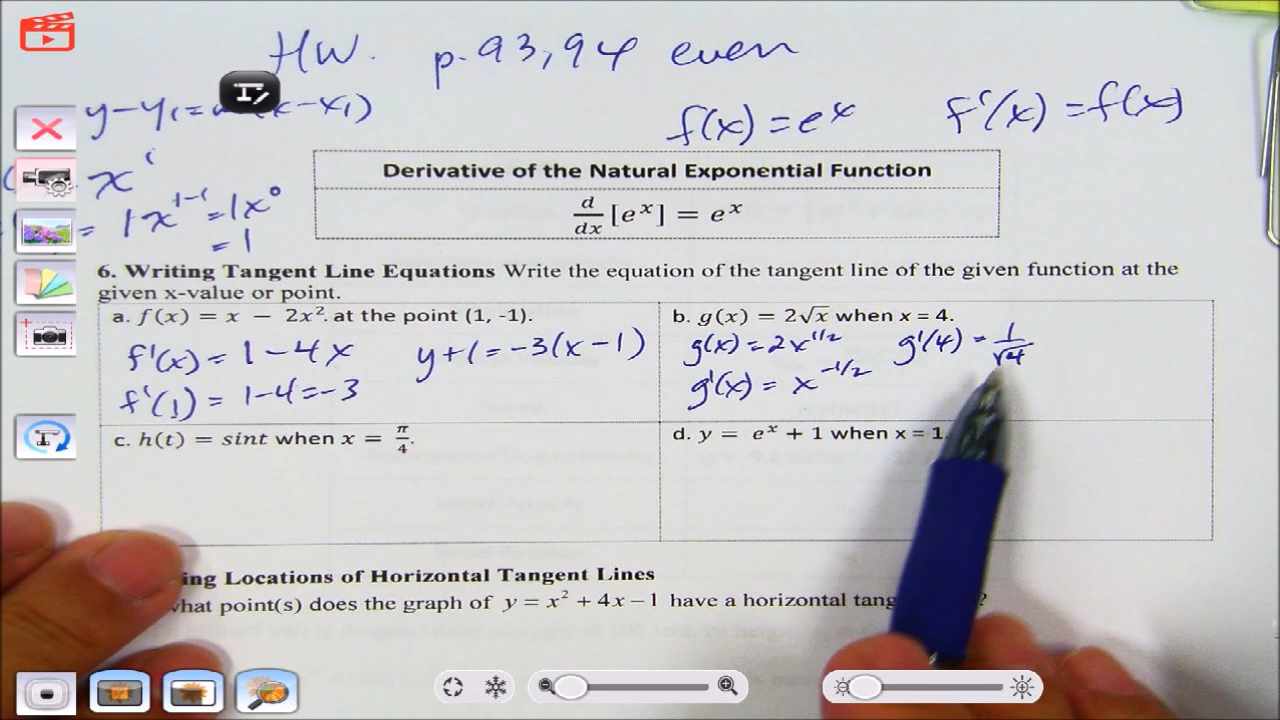 HW. p. 93, 94 even
y-y₁= (x-x₁)
f(x) = eˣ f'(x) = f(x)
x¹
= 1x¹⁻¹ = 1x⁰
= 1
Derivative of the Natural Exponential Function
d/dx [eˣ] = eˣ
6. Writing Tangent Line Equations Write the equation of the tangent line of the given function at the
given x-value or point.
a. f(x) = x − 2x². at the point (1, -1).
f'(x) = 1-4x y+1 = -3(x-1)
f'(1) = 1-4 = -3
b. g(x) = 2√x when x = 4.
g(x) = 2x^1/2 g'(4) = 1/√4
g'(x) = x^-1/2
c. h(t) = sint when x = π/4.
d. y = eˣ + 1 when x = 1.
Locations of Horizontal Tangent Lines
what point(s) does the graph of y = x² + 4x − 1 have a horizontal